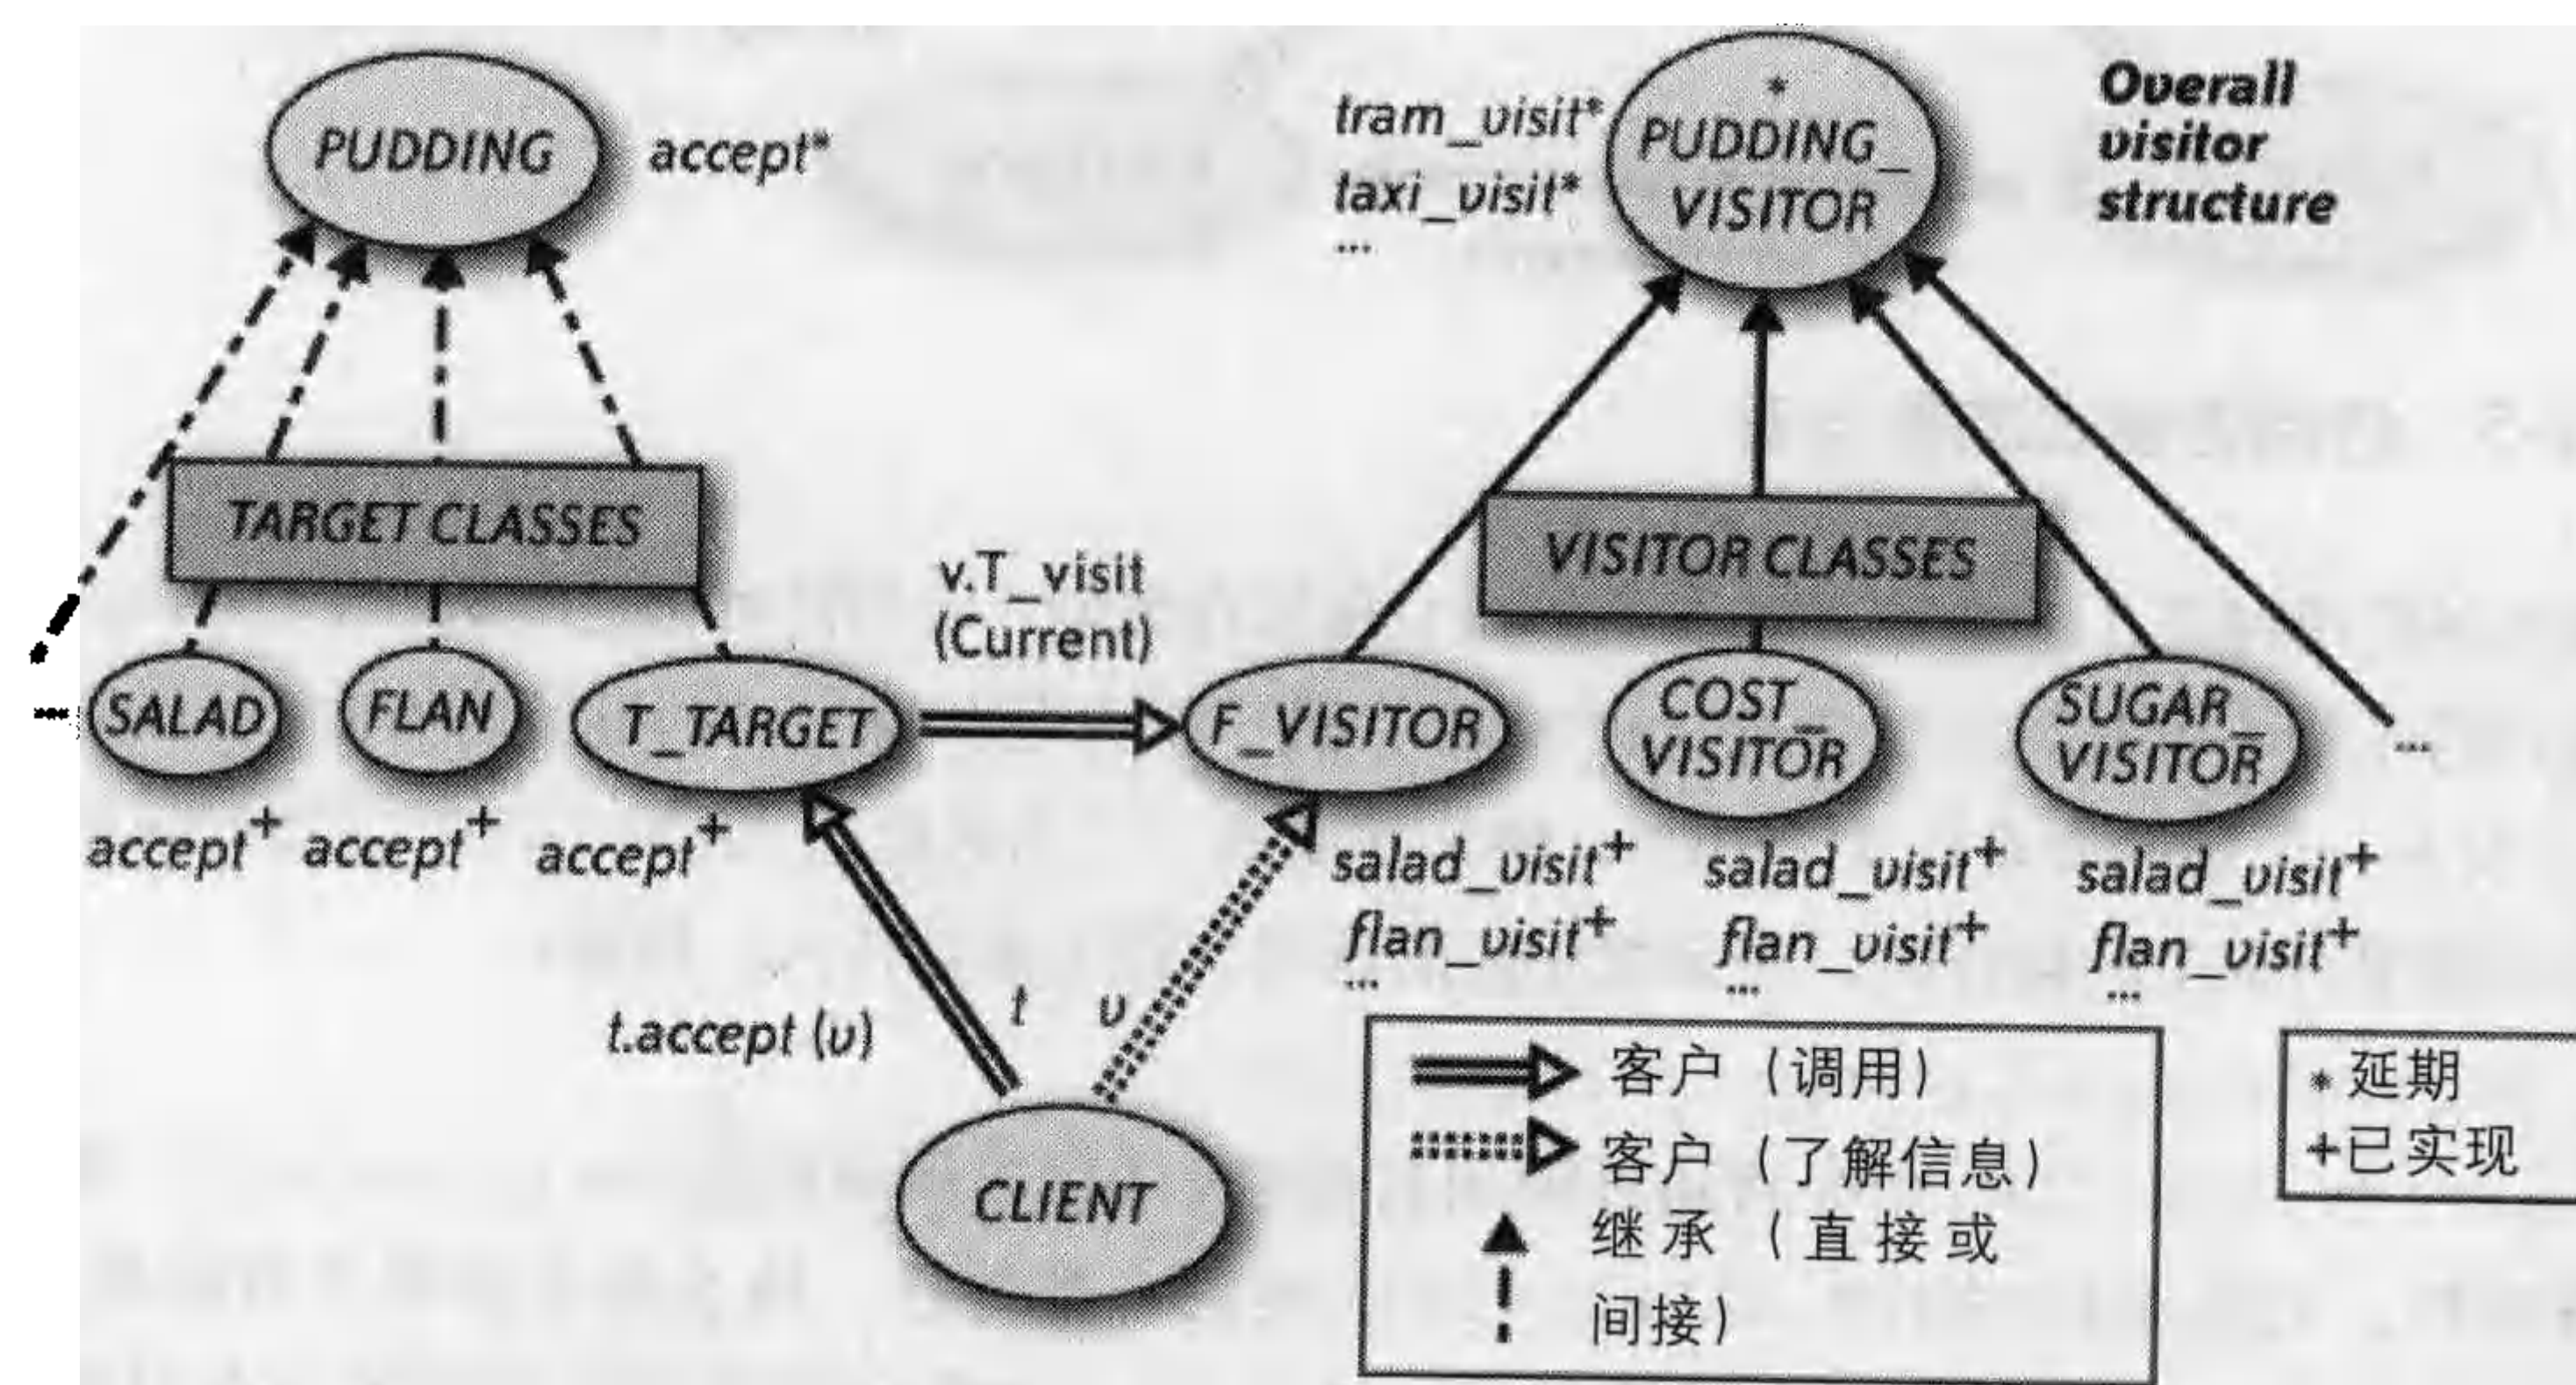 PUDDING
accept*
tram_visit*
taxi_visit*
...
*
PUDDING_
VISITOR
Overall
visitor
structure
TARGET CLASSES
VISITOR CLASSES
v.T_visit
(Current)
...
SALAD
FLAN
T_TARGET
F_VISITOR
COST_
VISITOR
SUGAR_
VISITOR
...
accept+
accept+
accept+
salad_visit+
flan_visit+
...
salad_visit+
flan_visit+
...
salad_visit+
flan_visit+
...
t.accept (v)
t
v
CLIENT
客户（调用）
客户（了解信息）
继承（直接或
间接）
*延期
+已实现